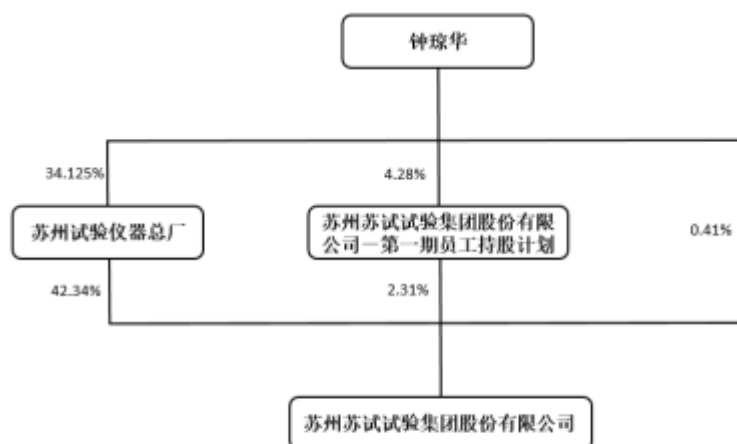 钟琼华
34.125%
4.28%
苏州试验仪器总厂
苏州苏试试验集团股份有限
公司一第一期员工持股计划
0.41%
42.34%
2.31%
苏州苏试试验集团股份有限公司